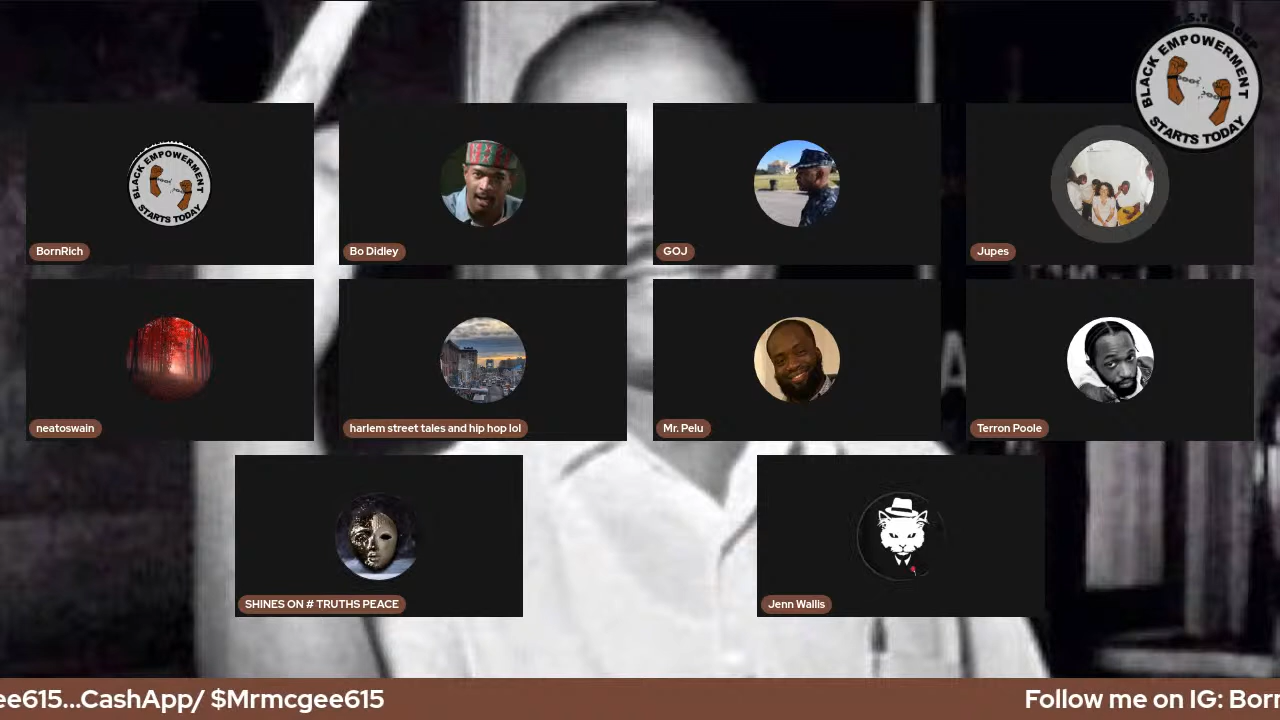 BLACK EMPOWERMENT
STARTS TODAY
BLACK EMPOWERMENT
STARTS TODAY
BornRich
Bo Didley
GOJ
Jupes
neatoswain
harlem street tales and hip hop lol
Mr. Pelu
Terron Poole
SHINES ON # TRUTHS PEACE
Jenn Wallis
ee615...CashApp/ $Mrmcgee615
Follow me on IG: Born